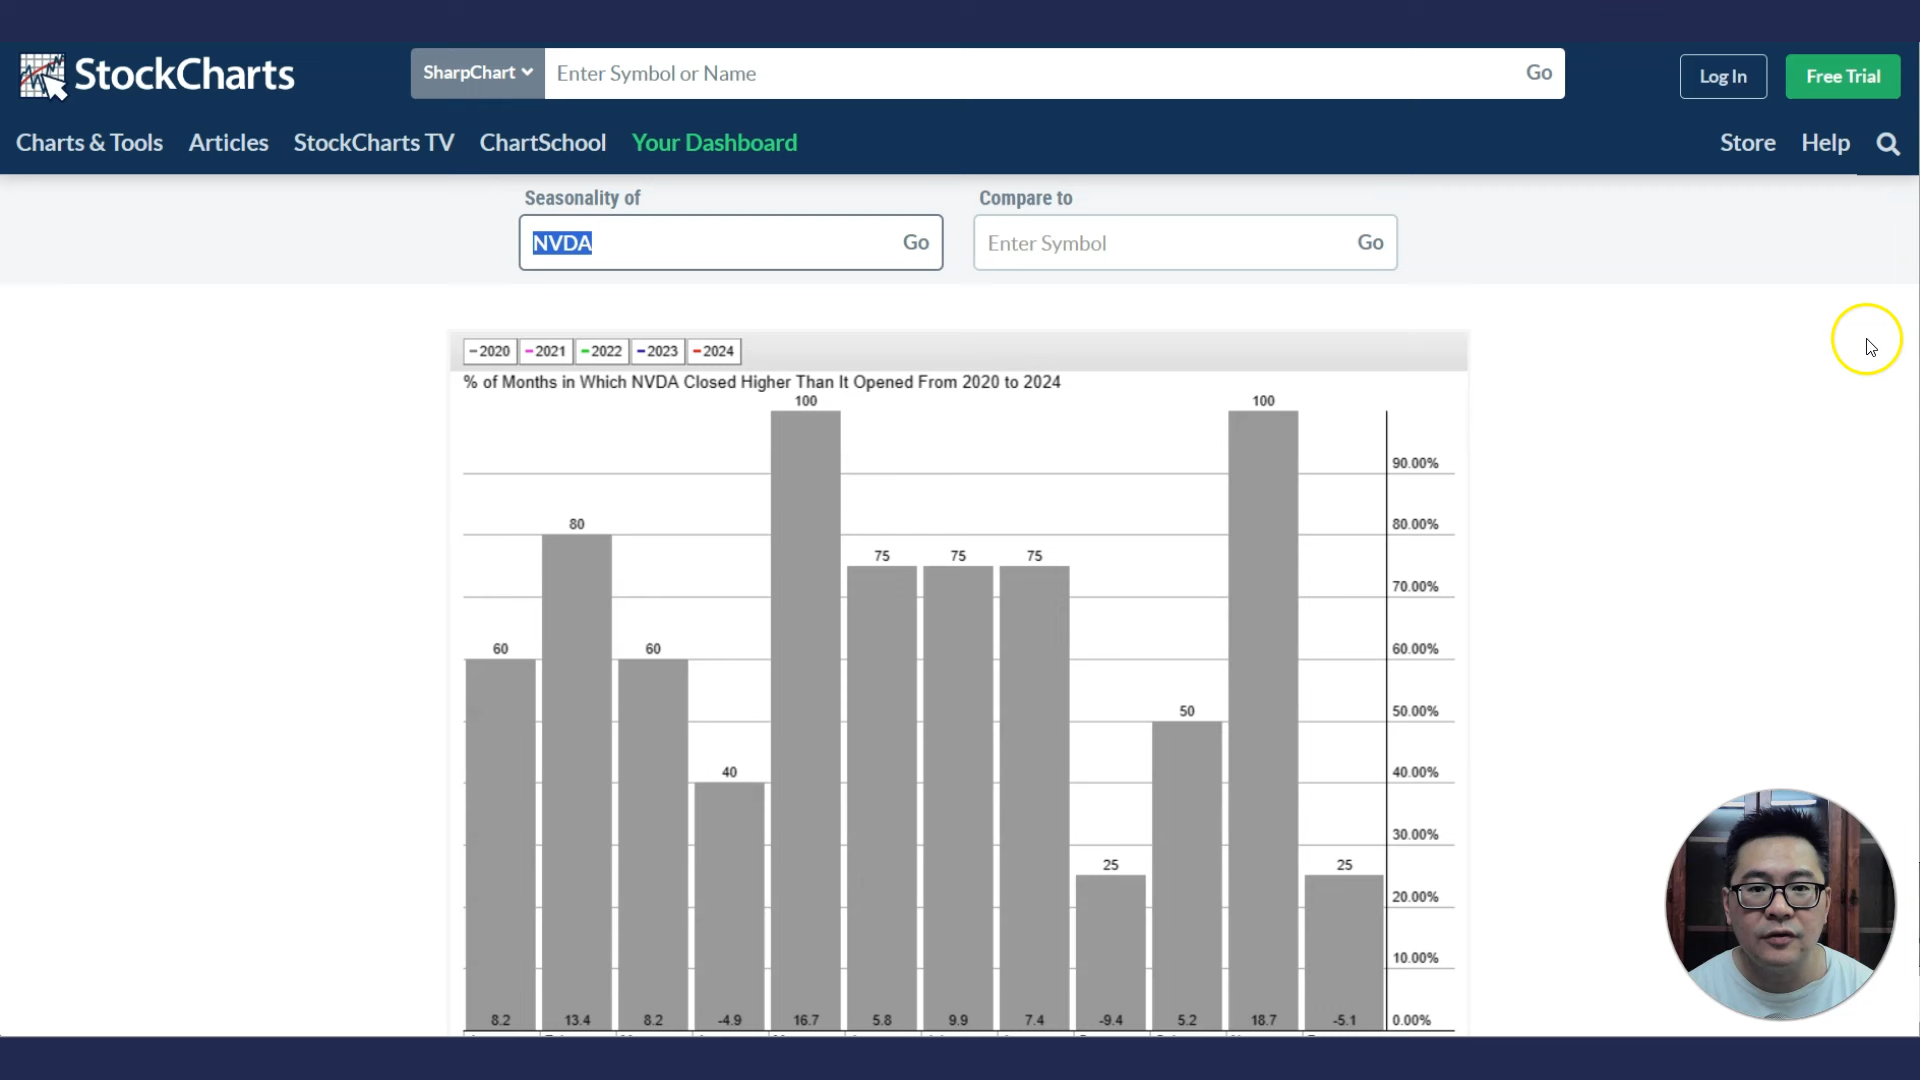 StockCharts
SharpChart
Enter Symbol or Name
Go
Log In
Free Trial
Charts & Tools
Articles
StockCharts TV
ChartSchool
Your Dashboard
Store
Help
Seasonality of
Compare to
NVDA
Go
Enter Symbol
Go
2020
2021
2022
2023
2024
% of Months in Which NVDA Closed Higher Than It Opened From 2020 to 2024
100
100
90.00%
80
80.00%
75
75
75
70.00%
60
60
60.00%
50
50.00%
40
40.00%
30.00%
25
25
20.00%
10.00%
8.2
13.4
8.2
-4.9
16.7
5.8
9.9
7.4
-9.4
5.2
18.7
-5.1
0.00%